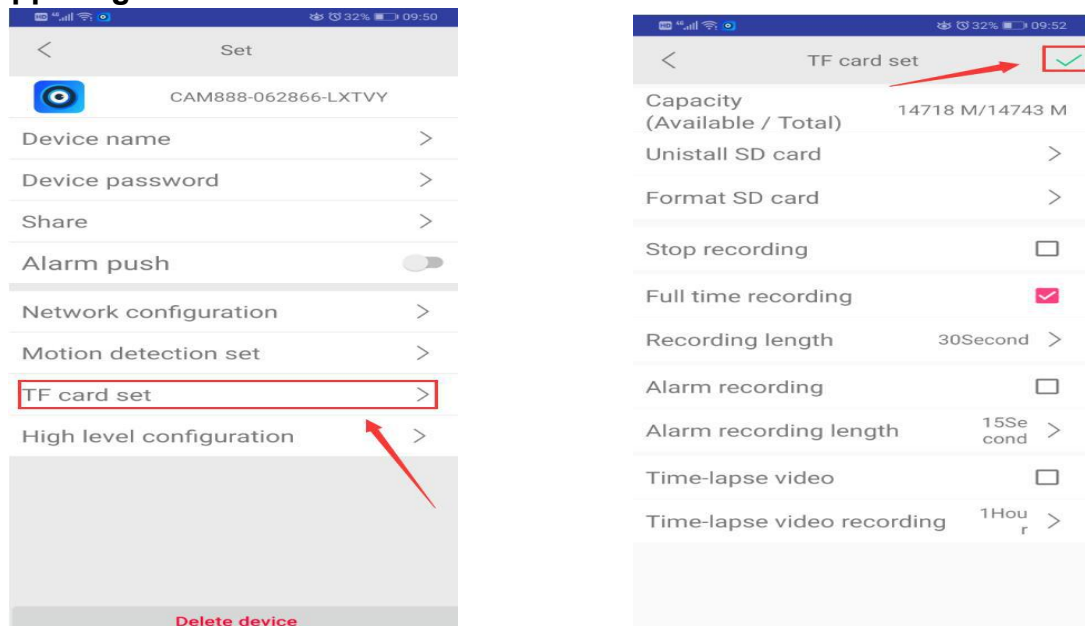 32% 09:50
Set
CAM888-062866-LXTVY
Device name
Device password
Share
Alarm push
Network configuration
Motion detection set
TF card set
High level configuration
Delete device
32% 09:52
TF card set
Capacity
(Available / Total)
14718 M/14743 M
Unistall SD card
Format SD card
Stop recording
Full time recording
Recording length 30Second
Alarm recording
Alarm recording length 15Se
cond
Time-lapse video
Time-lapse video recording 1Hou
r